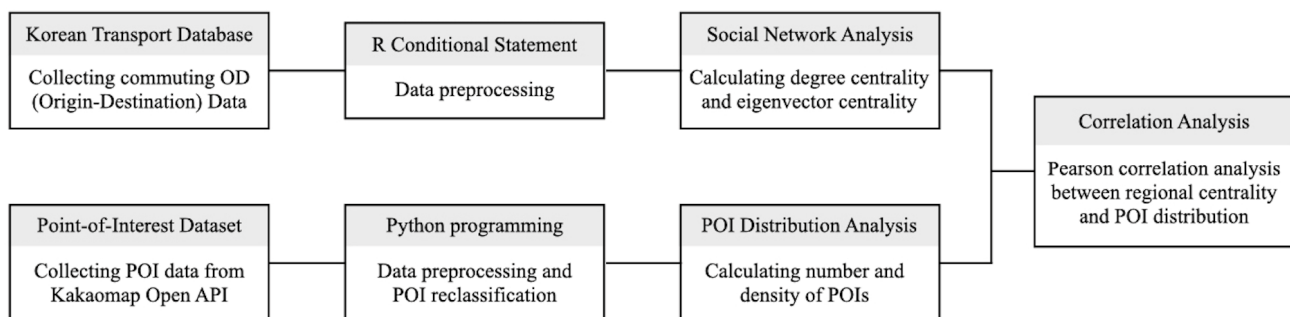 Korean Transport Database
Collecting commuting OD
(Origin-Destination) Data
R Conditional Statement
Data preprocessing
Social Network Analysis
Calculating degree centrality
and eigenvector centrality
Point-of-Interest Dataset
Collecting POI data from
Kakaomap Open API
Python programming
Data preprocessing and
POI reclassification
POI Distribution Analysis
Calculating number and
density of POIs
Correlation Analysis
Pearson correlation analysis
between regional centrality
and POI distribution